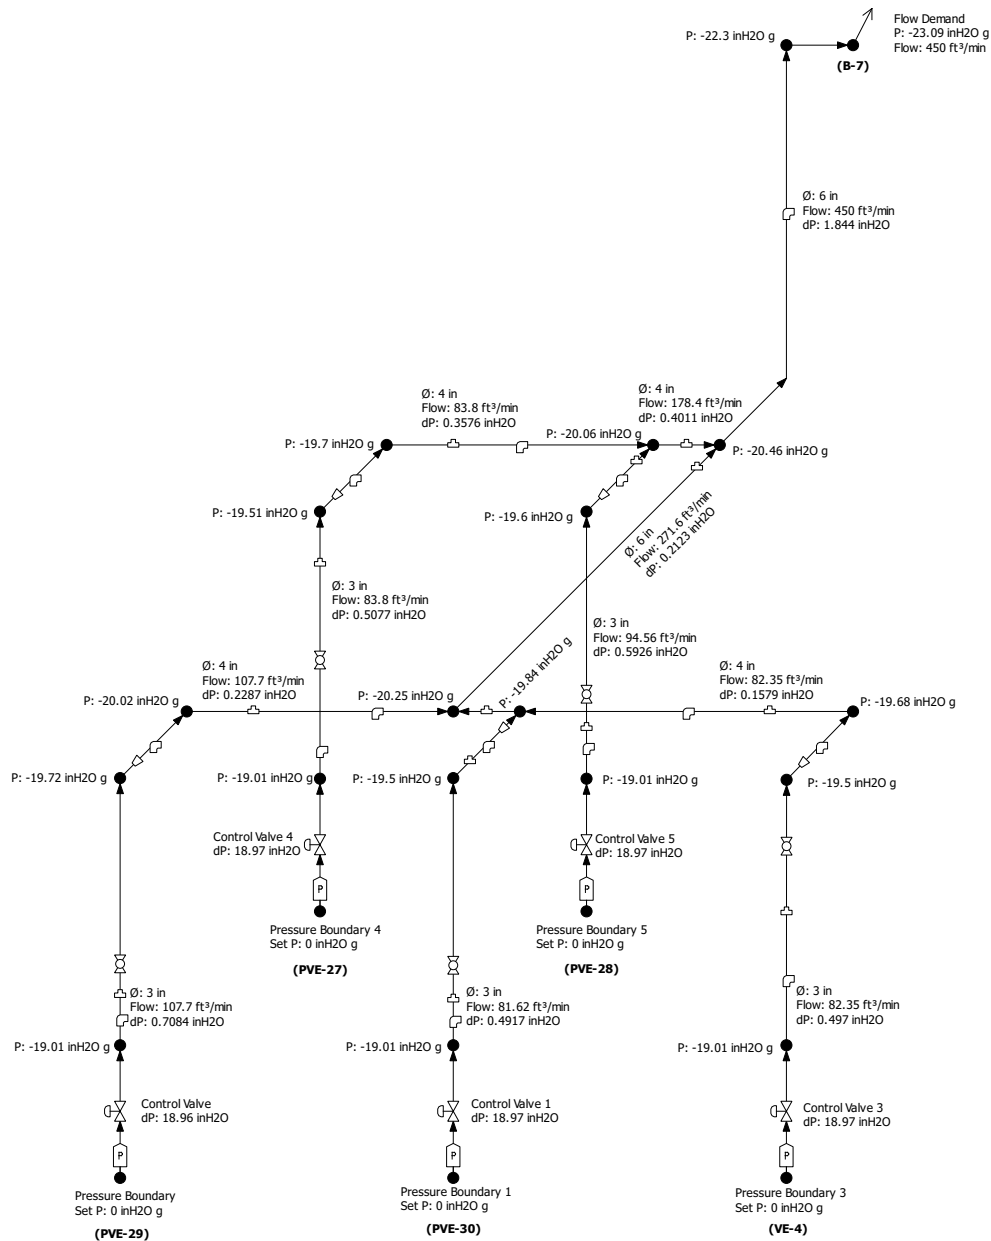 Flow Demand
P: -23.09 inH2O g
Flow: 450 ft³/min
P: -22.3 inH2O g
(B-7)
Ø: 6 in
Flow: 450 ft³/min
dP: 1.844 inH2O
Ø: 4 in
Flow: 83.8 ft³/min
dP: 0.3576 inH2O
Ø: 4 in
Flow: 178.4 ft³/min
dP: 0.4011 inH2O
P: -19.7 inH2O g
P: -20.06 inH2O g
P: -20.46 inH2O g
P: -19.51 inH2O g
P: -19.6 inH2O g
Ø: 6 in
Flow: 271.6 ft³/min
dP: 0.2123 inH2O
Ø: 3 in
Flow: 83.8 ft³/min
dP: 0.5077 inH2O
Ø: 3 in
Flow: 94.56 ft³/min
dP: 0.5926 inH2O
Ø: 4 in
Flow: 107.7 ft³/min
dP: 0.2287 inH2O
P: -19.84 inH2O g
Ø: 4 in
Flow: 82.35 ft³/min
dP: 0.1579 inH2O
P: -20.02 inH2O g
P: -20.25 inH2O g
P: -19.68 inH2O g
P: -19.72 inH2O g
P: -19.01 inH2O g
P: -19.5 inH2O g
P: -19.01 inH2O g
P: -19.5 inH2O g
Control Valve 4
dP: 18.97 inH2O
Control Valve 5
dP: 18.97 inH2O
P
P
Pressure Boundary 4
Set P: 0 inH2O g
(PVE-27)
Pressure Boundary 5
Set P: 0 inH2O g
(PVE-28)
Ø: 3 in
Flow: 107.7 ft³/min
dP: 0.7084 inH2O
Ø: 3 in
Flow: 81.62 ft³/min
dP: 0.4917 inH2O
Ø: 3 in
Flow: 82.35 ft³/min
dP: 0.497 inH2O
P: -19.01 inH2O g
P: -19.01 inH2O g
P: -19.01 inH2O g
Control Valve
dP: 18.96 inH2O
Control Valve 1
dP: 18.97 inH2O
Control Valve 3
dP: 18.97 inH2O
P
P
P
Pressure Boundary
Set P: 0 inH2O g
(PVE-29)
Pressure Boundary 1
Set P: 0 inH2O g
(PVE-30)
Pressure Boundary 3
Set P: 0 inH2O g
(VE-4)